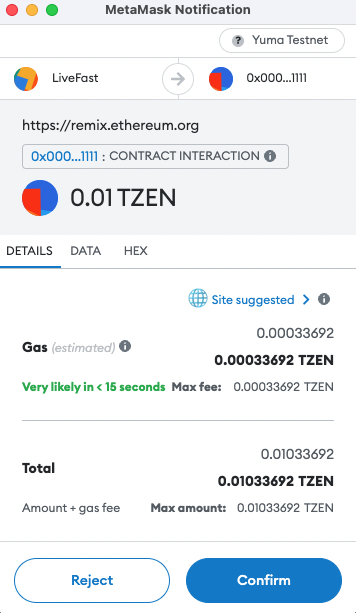 MetaMask Notification
? Yuma Testnet
LiveFast
0x000...1111
https://remix.ethereum.org
0x000...1111 : CONTRACT INTERACTION
0.01 TZEN
DETAILS DATA HEX
Site suggested
0.00033692
Gas (estimated)
0.00033692 TZEN
Very likely in < 15 seconds Max fee: 0.00033692 TZEN
0.01033692
Total
0.01033692 TZEN
Amount + gas fee Max amount: 0.01033692 TZEN
Reject Confirm